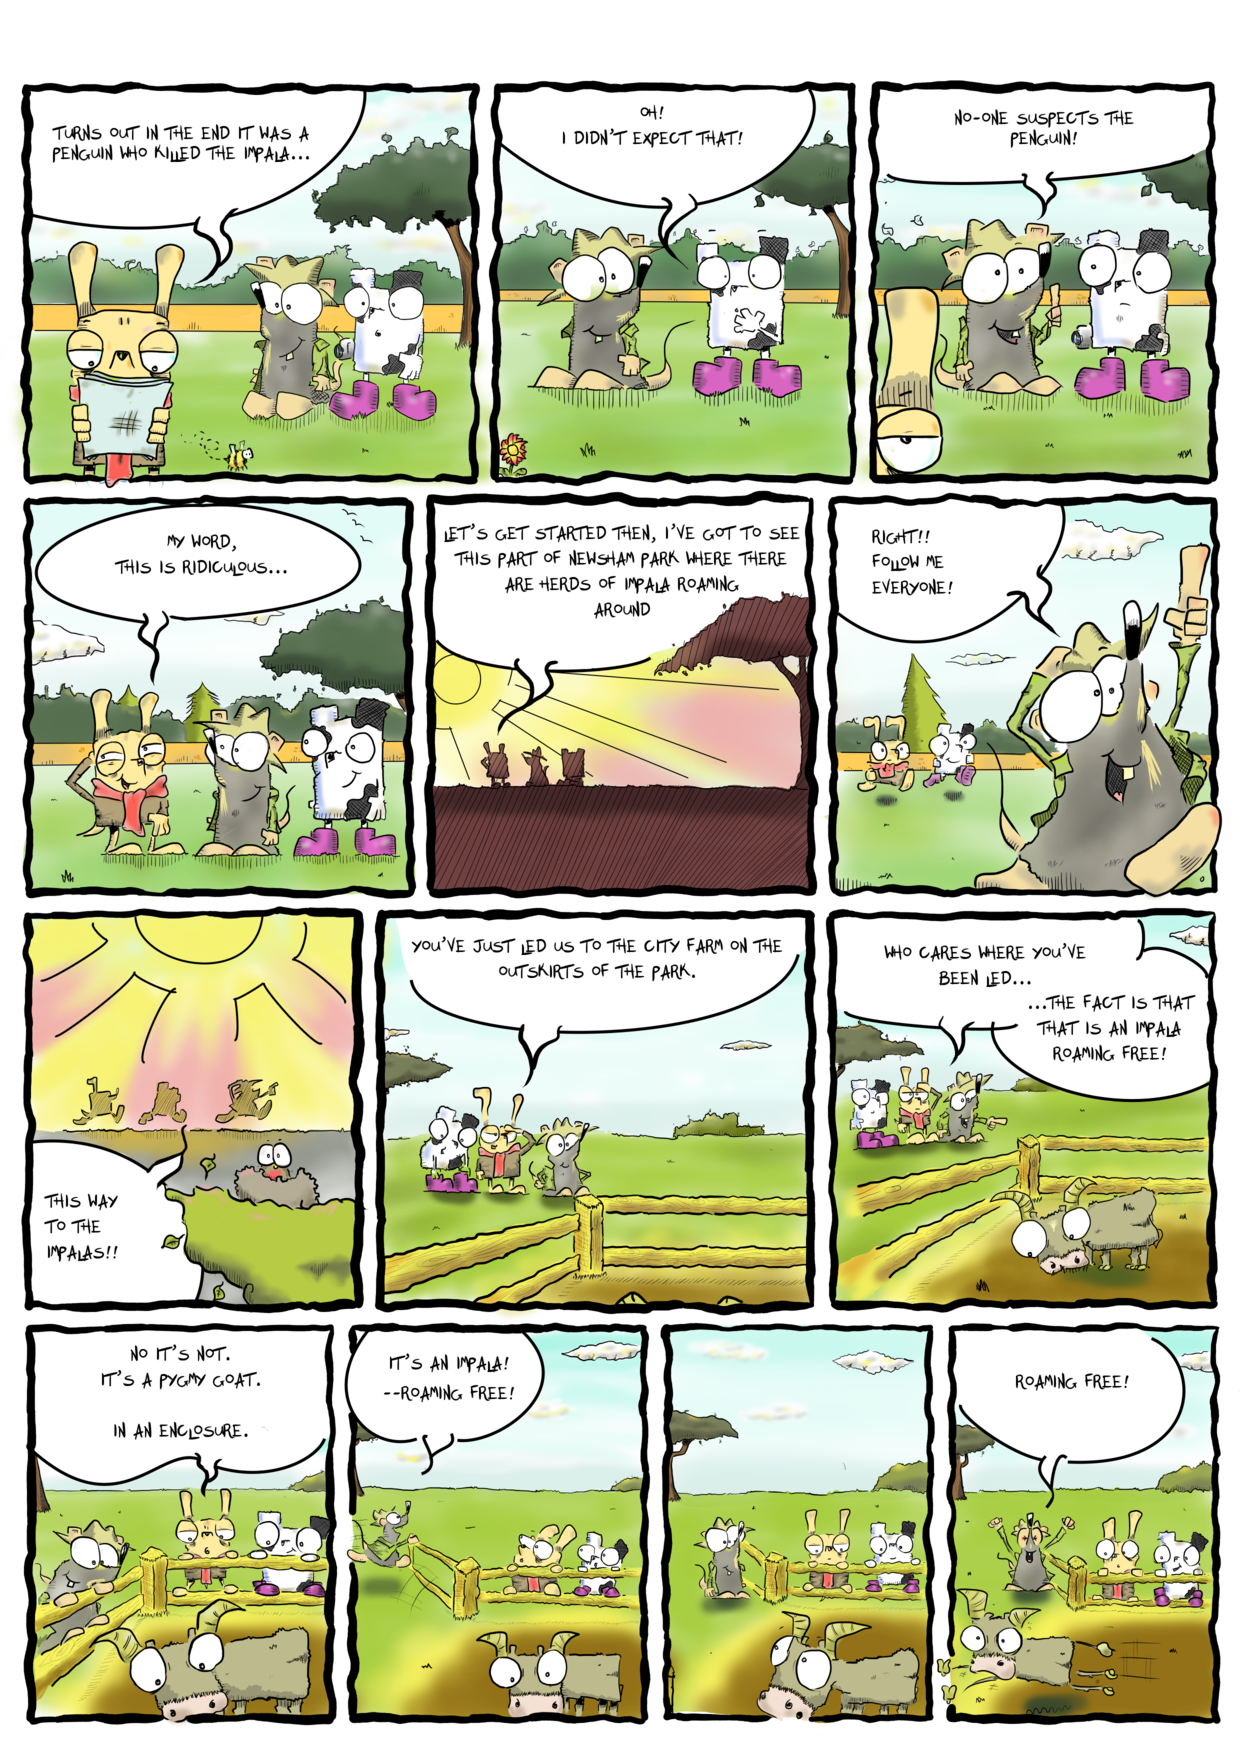 TURNS OUT IN THE END IT WAS A
PENGUIN WHO KILLED THE IMPALA...
OH!
I DIDN'T EXPECT THAT!
NO-ONE SUSPECTS THE
PENGUIN!
MY WORD,
THIS IS RIDICULOUS...
LET'S GET STARTED THEN, I'VE GOT TO SEE
THIS PART OF NEWSHAM PARK WHERE THERE
ARE HERDS OF IMPALA ROAMING
AROUND
RIGHT!!
FOLLOW ME
EVERYONE!
THIS WAY
TO THE
IMPALAS!!
YOU'VE JUST LED US TO THE CITY FARM ON THE
OUTSKIRTS OF THE PARK.
WHO CARES WHERE YOU'VE
BEEN LED...
...THE FACT IS THAT
THAT IS AN IMPALA
ROAMING FREE!
NO IT'S NOT.
IT'S A PYGMY GOAT.
IN AN ENCLOSURE.
IT'S AN IMPALA!
--ROAMING FREE!
ROAMING FREE!